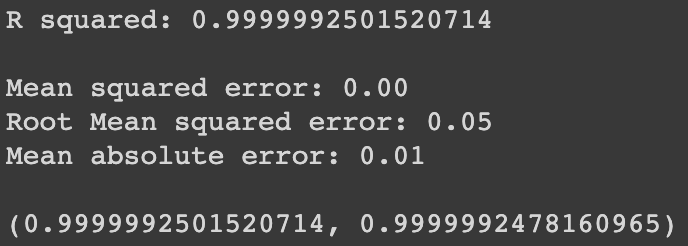 R squared: 0.9999992501520714
Mean squared error: 0.00
Root Mean squared error: 0.05
Mean absolute error: 0.01
(0.9999992501520714, 0.9999992478160965)